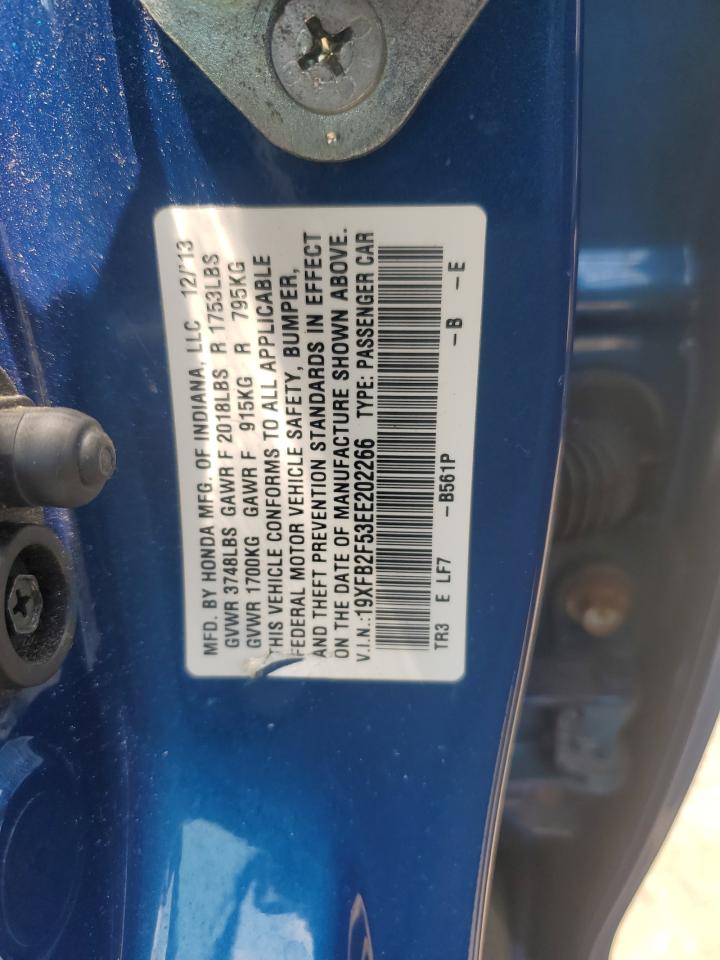 MFD. BY HONDA MFG. OF INDIANA, LLC 12/'13
GVWR 3748LBS GAWR F 2018LBS R 1753LBS
GVWR 1700KG GAWR F 915KG R 795KG
THIS VEHICLE CONFORMS TO ALL APPLICABLE
FEDERAL MOTOR VEHICLE SAFETY, BUMPER,
AND THEFT PREVENTION STANDARDS IN EFFECT
ON THE DATE OF MANUFACTURE SHOWN ABOVE.
V.I.N.:19XFB2F53EE202266 TYPE: PASSENGER CAR
TR3 E LF7 -B561P -B -E